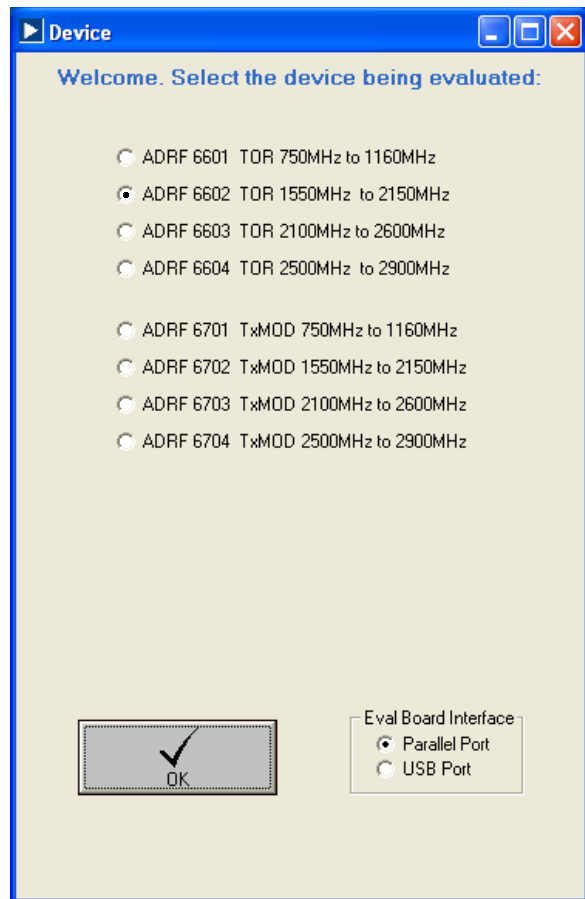 Device
Welcome. Select the device being evaluated:
ADRF 6601 TOR 750MHz to 1160MHz
ADRF 6602 TOR 1550MHz to 2150MHz
ADRF 6603 TOR 2100MHz to 2600MHz
ADRF 6604 TOR 2500MHz to 2900MHz
ADRF 6701 TxMOD 750MHz to 1160MHz
ADRF 6702 TxMOD 1550MHz to 2150MHz
ADRF 6703 TxMOD 2100MHz to 2600MHz
ADRF 6704 TxMOD 2500MHz to 2900MHz
Eval Board Interface
Parallel Port
USB Port
OK